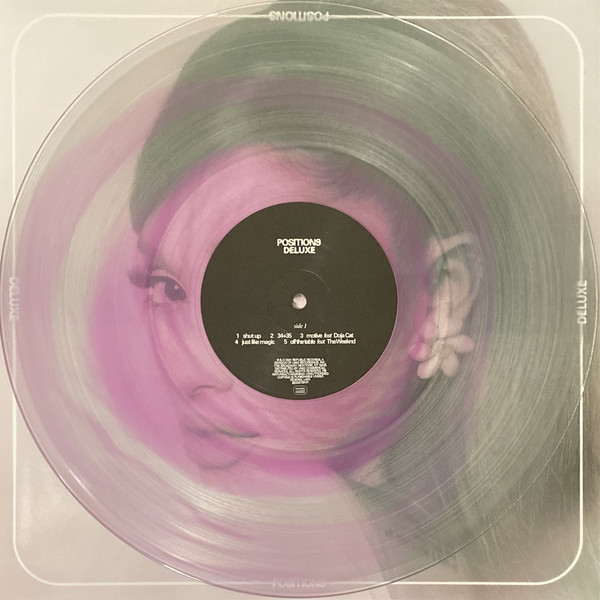 POSITIONS
DELUXE
DELUXE
POSITIONS
DELUXE
side 1
1 shut up 2 34+35 3 motive feat Doja Cat
4 just like magic 5 off the table feat The Weeknd
POSITIONS